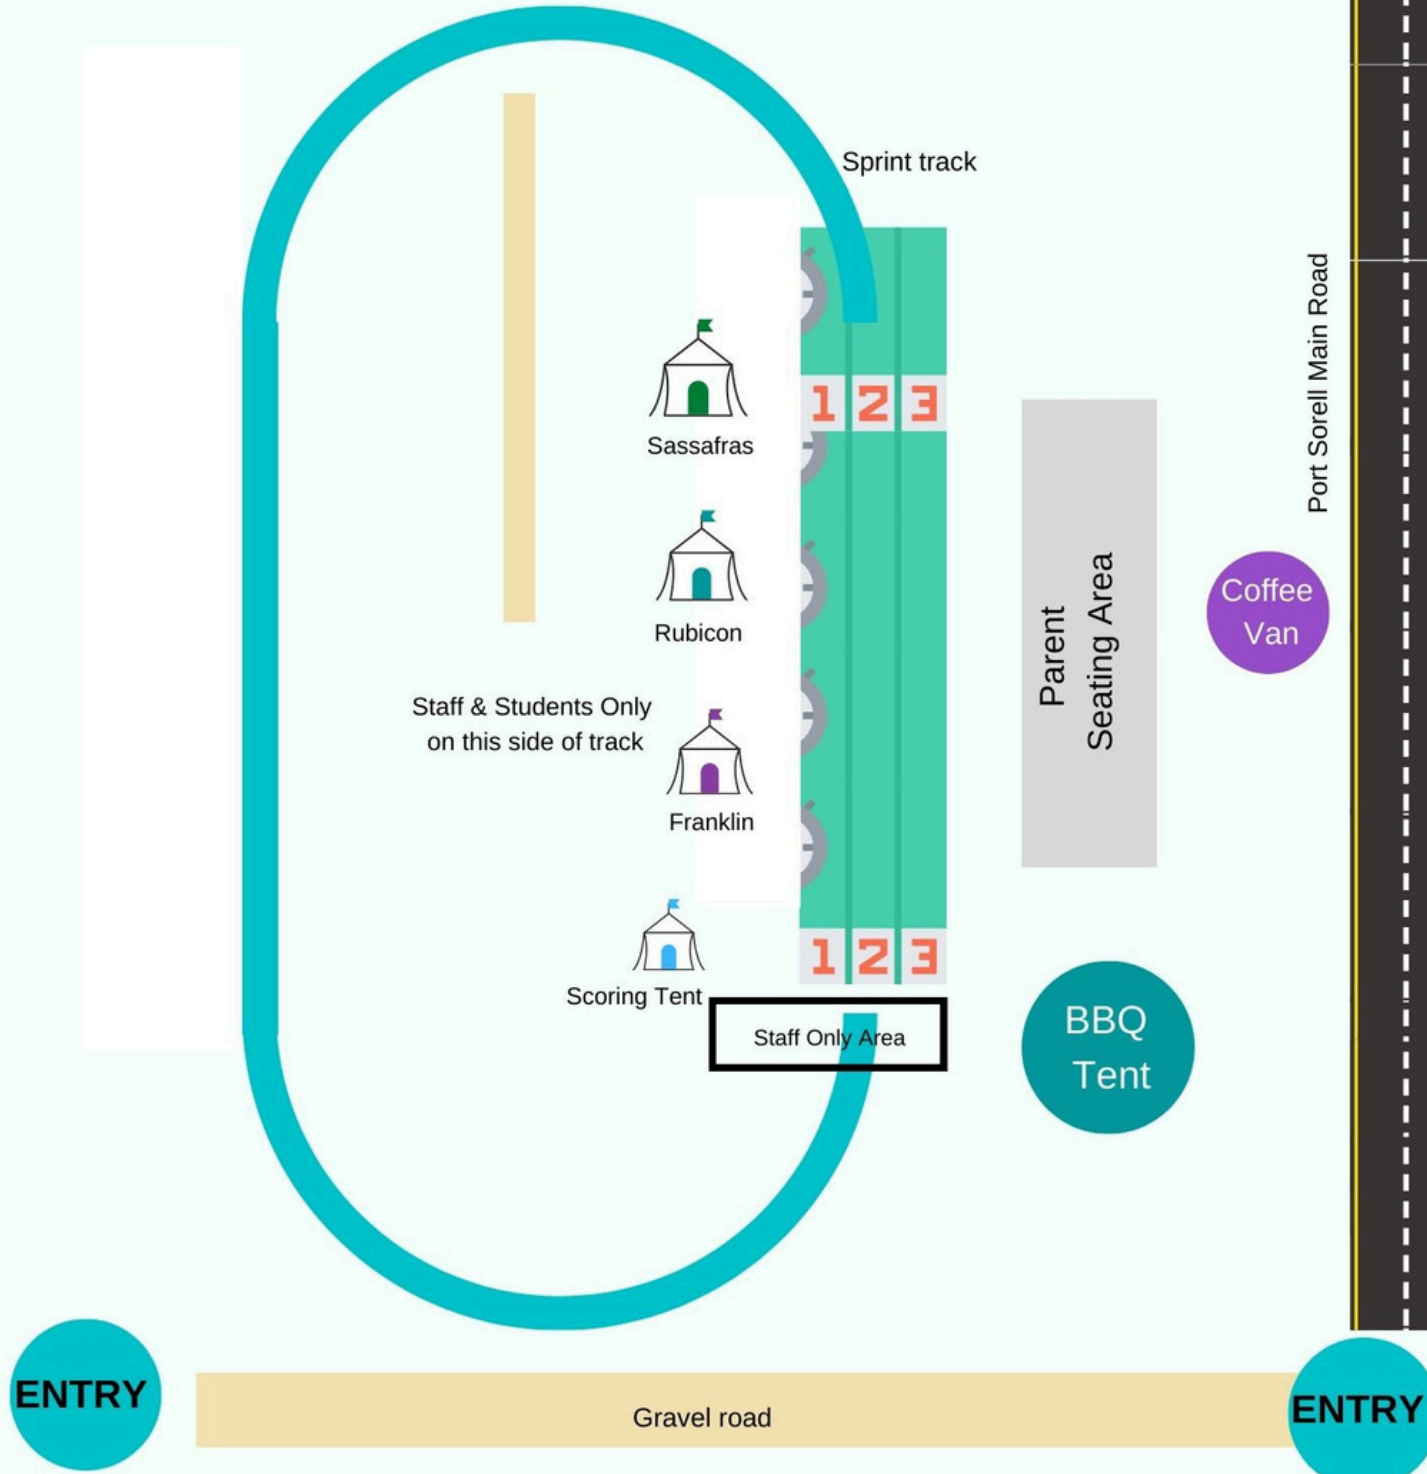 Sprint track
Port Sorell Main Road
1 2 3
Sassafras
Rubicon
Coffee
Van
Parent
Seating Area
Staff & Students Only
on this side of track
Franklin
1 2 3
Scoring Tent
Staff Only Area
BBQ
Tent
ENTRY
Gravel road
ENTRY